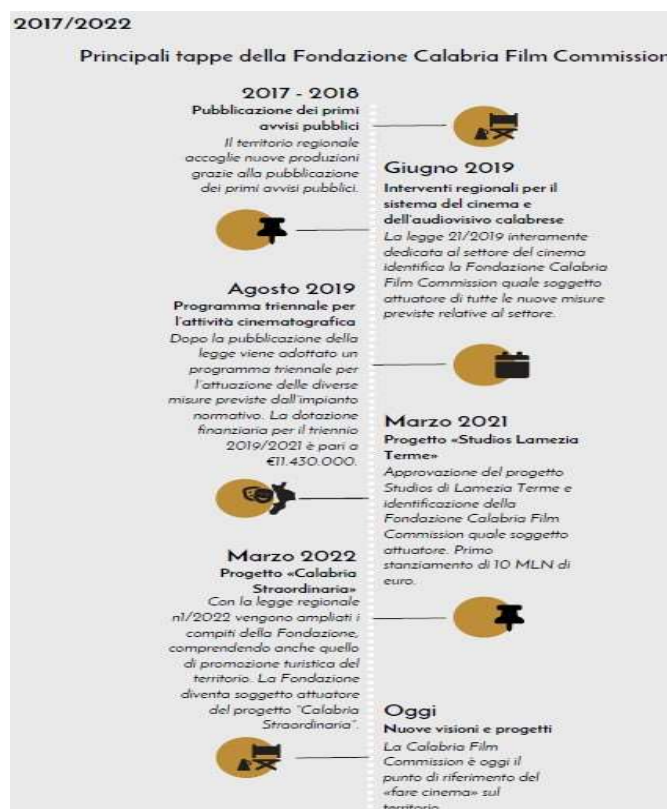 2017/2022
Principali tappe della Fondazione Calabria Film Commission
2017 - 2018
Pubblicazione dei primi
avvisi pubblici
Il territorio regionale
accoglie nuove produzioni
grazie alla pubblicazione
dei primi avvisi pubblici.
Giugno 2019
Interventi regionali per il
sistema del cinema e
dell'audiovisivo calabrese
La legge 21/2019 interamente
dedicata al settore del cinema
identifica la Fondazione Calabria
Film Commission quale soggetto
attuatore di tutte le nuove misure
previste relative al settore.
Agosto 2019
Programma triennale per
l'attività cinematografica
Dopo la pubblicazione della
legge viene adottato un
programma triennale per
l'attuazione delle diverse
misure previste dall'impianto
normativo. La dotazione
finanziaria per il triennio
2019/2021 è pari a
€11.430.000.
Marzo 2021
Progetto «Studios Lamezia
Terme»
Approvazione del progetto
Studios di Lamezia Terme e
identificazione della
Fondazione Calabria Film
Commission quale soggetto
attuatore. Primo
stanziamento di 10 MLN di
euro.
Marzo 2022
Progetto «Calabria
Straordinaria»
Con la legge regionale
n1/2022 vengono ampliati i
compiti della Fondazione,
comprendendo anche quello
di promozione turistica del
territorio. La Fondazione
diventa soggetto attuatore
del progetto "Calabria
Straordinaria".
Oggi
Nuove visioni e progetti
La Calabria Film
Commission è oggi il
punto di riferimento del
«fare cinema» sul
territorio